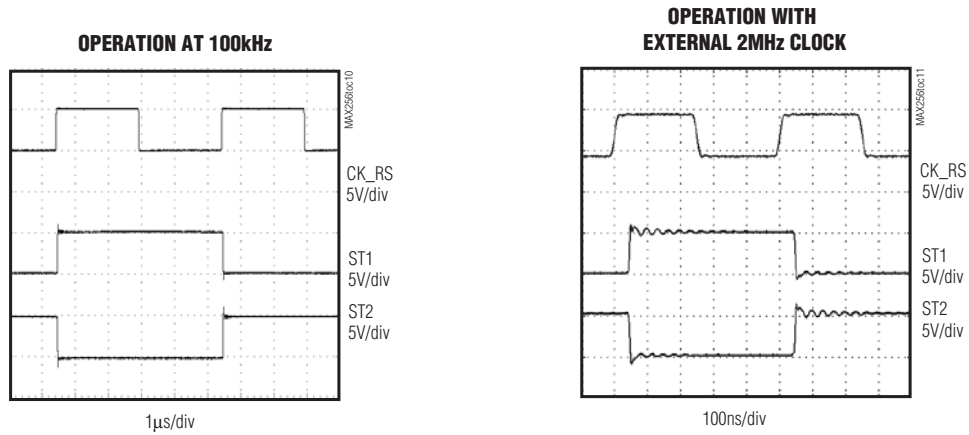 OPERATION AT 100kHz
MAX256toc10
CK_RS
5V/div
ST1
5V/div
ST2
5V/div
1μs/div
OPERATION WITH
EXTERNAL 2MHz CLOCK
MAX256toc11
CK_RS
5V/div
ST1
5V/div
ST2
5V/div
100ns/div